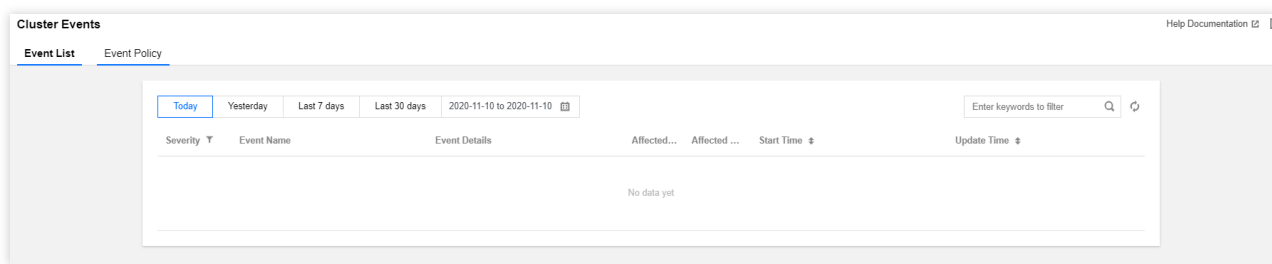 Cluster Events
Help Documentation
Event List Event Policy
Today Yesterday Last 7 days Last 30 days 2020-11-10 to 2020-11-10 Enter keywords to filter
Severity Event Name Event Details Affected... Affected ... Start Time Update Time
No data yet